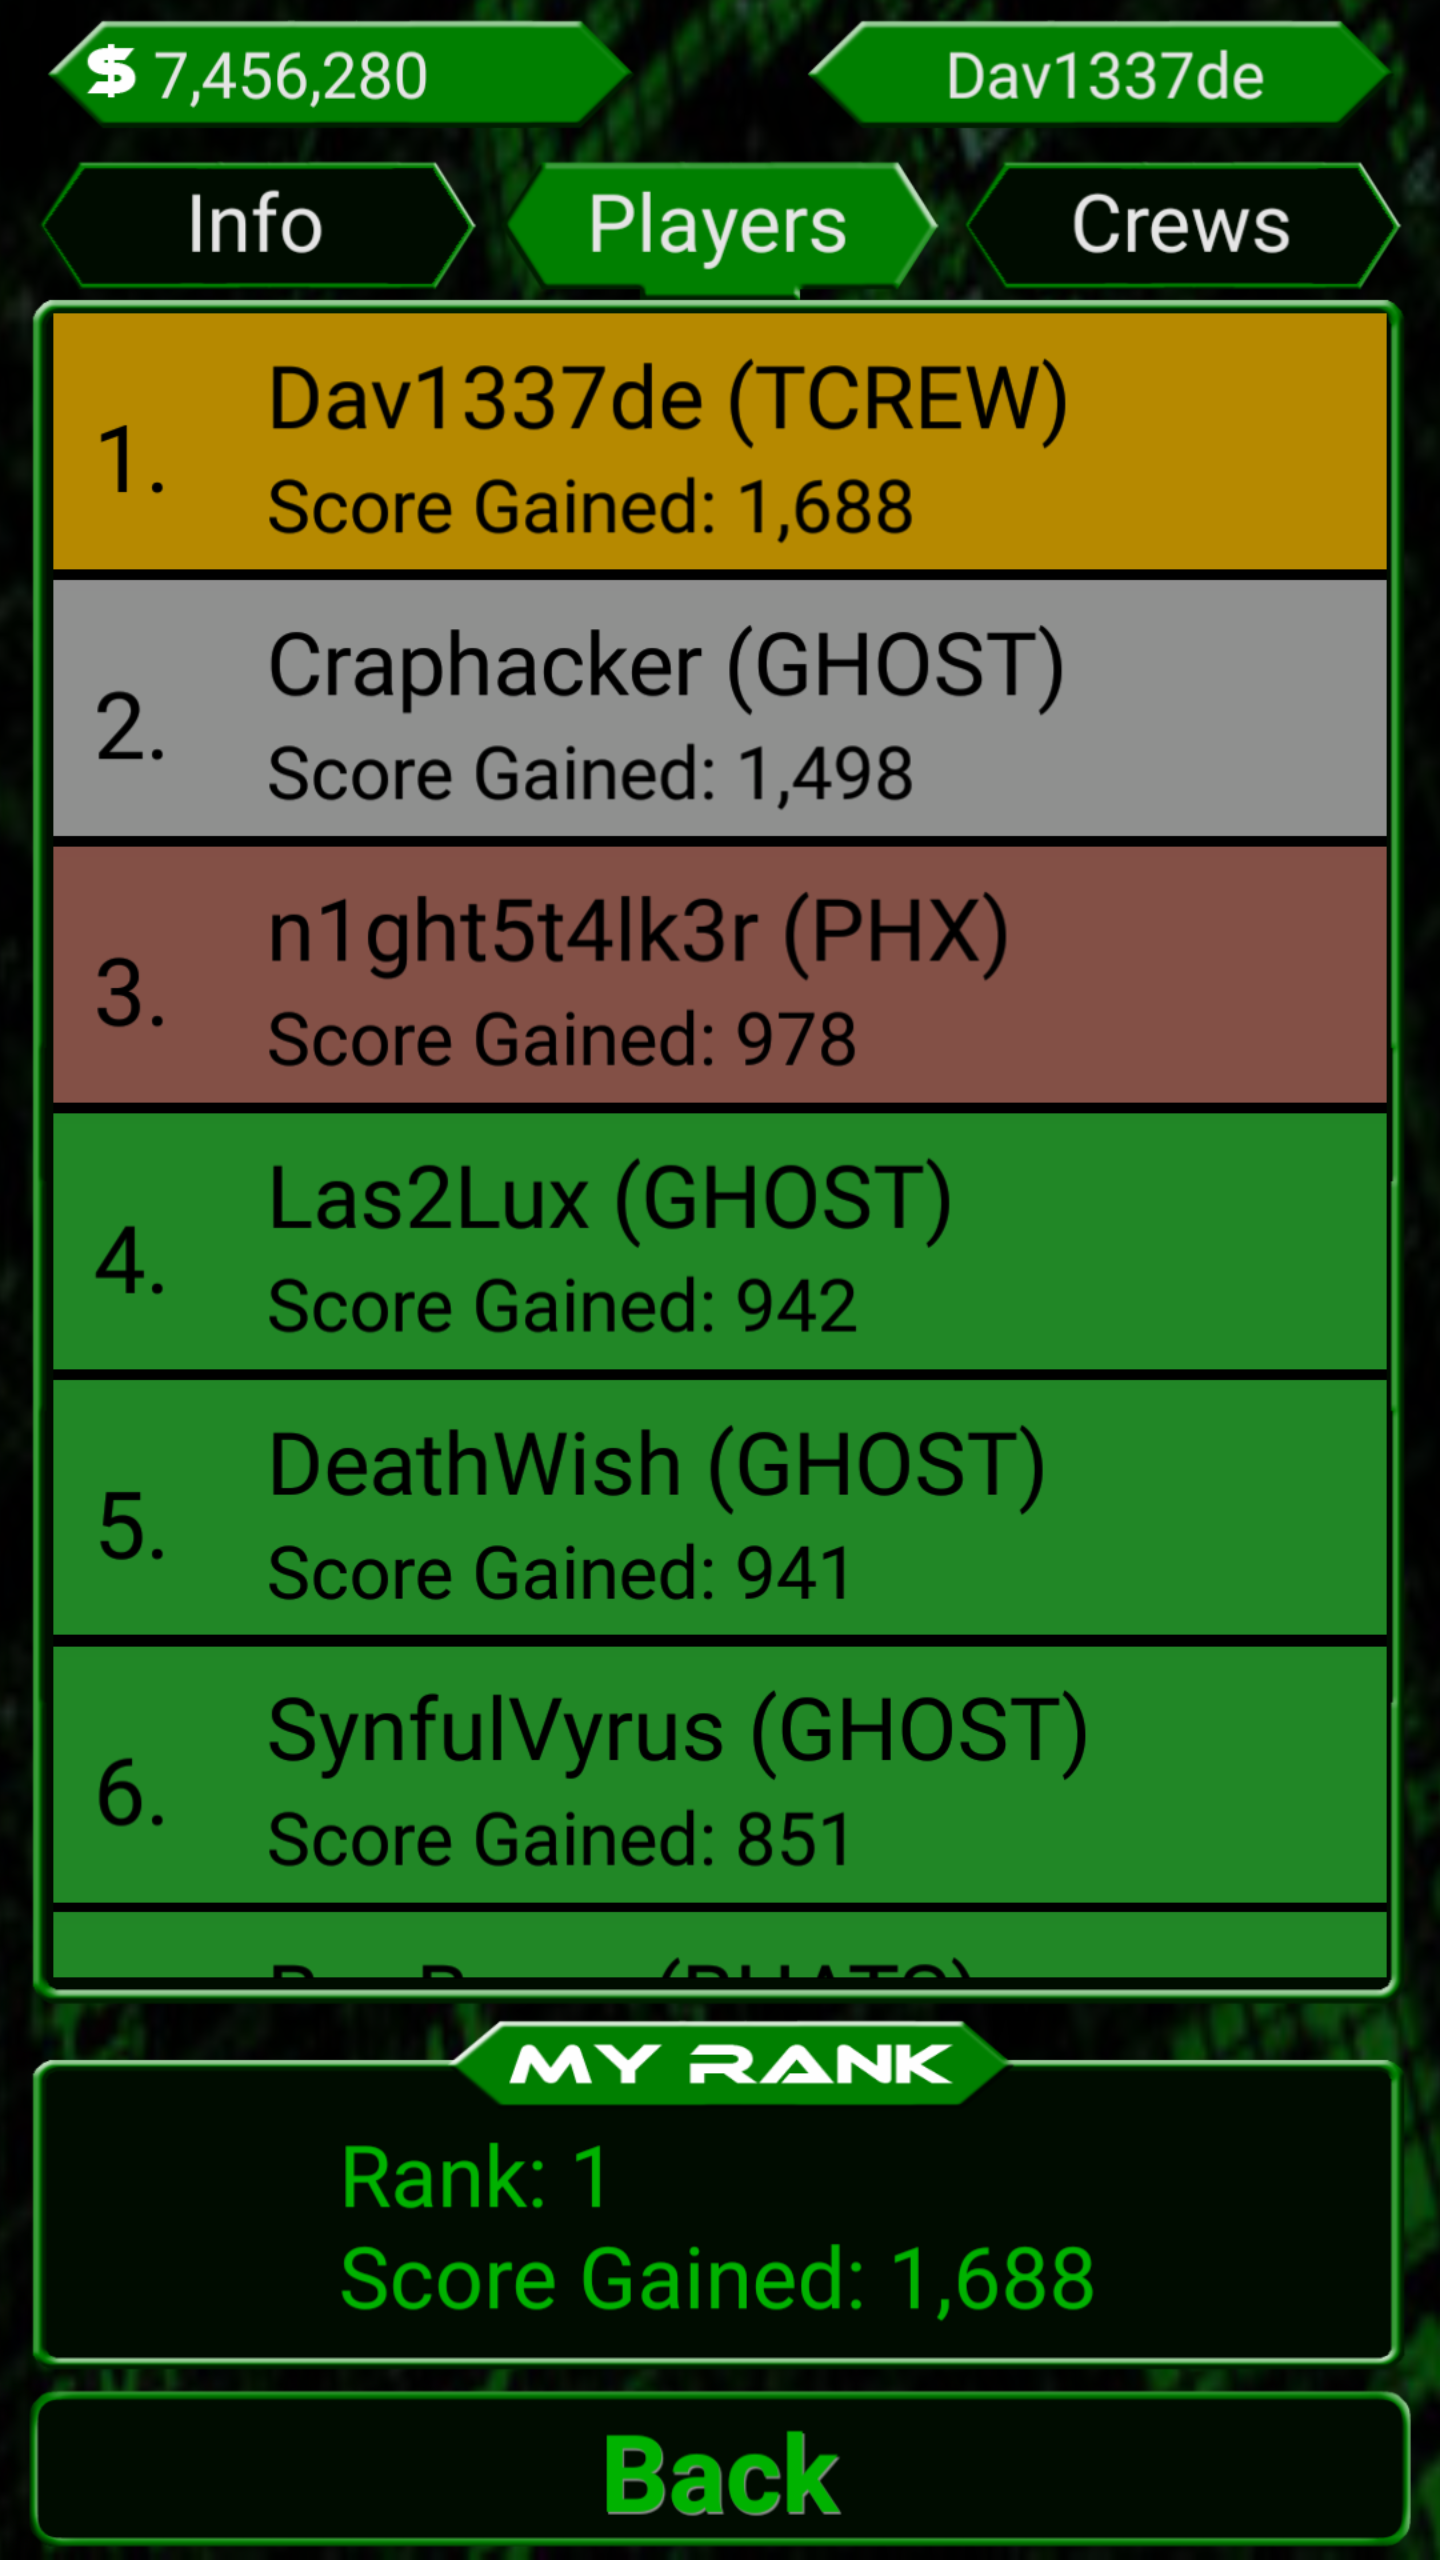 $ 7,456,280
Dav1337de
Info
Players
Crews
1.
Dav1337de (TCREW)
Score Gained: 1,688
2.
Craphacker (GHOST)
Score Gained: 1,498
3.
n1ght5t4lk3r (PHX)
Score Gained: 978
4.
Las2Lux (GHOST)
Score Gained: 942
5.
DeathWish (GHOST)
Score Gained: 941
6.
SynfulVyrus (GHOST)
Score Gained: 851
MY RANK
Rank: 1
Score Gained: 1,688
Back